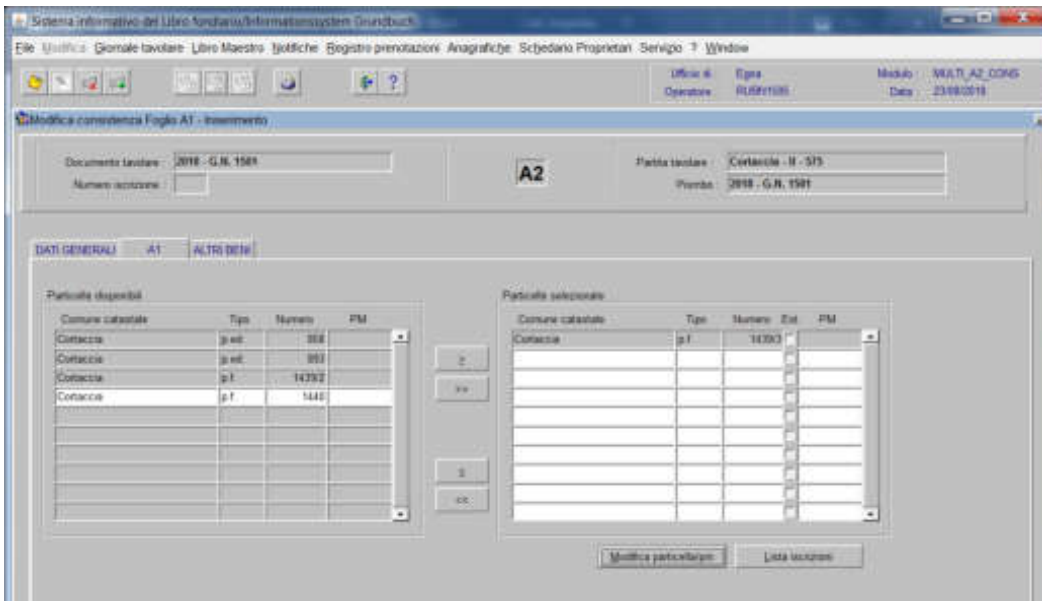 Sistema informativo del Libro fondiario/Informationssystem Grundbuch
File Modifica Giornale tavolare Libro Maestro Notifiche Registro prenotazioni Anagrafiche Schedario Proprietari Servizio ? Window
Ufficio di Egna Modulo MULTI_A2_CONS
Operatore Data 23/08/2018
Modifica consistenza Foglio A1 - Inserimento
Documento tavolare 2018 - G.N. 1501 A2 Partita tavolare Cortaccia - II - 575
Numero iscrizione Piombo 2018 - G.N. 1501
DATI GENERALI A1 ALTRI BENI
Particelle disponibili Particelle selezionate
Comune catastale Tipo Numero PM Comune catastale Tipo Numero Est. PM
Cortaccia p.ed. Cortaccia p.f. 1439/3
Cortaccia p.ed. 993 >
Cortaccia p.f. 1439/2 >>
Cortaccia p.f. 1440
<
<<
Modifica particella/pm Lista iscrizioni